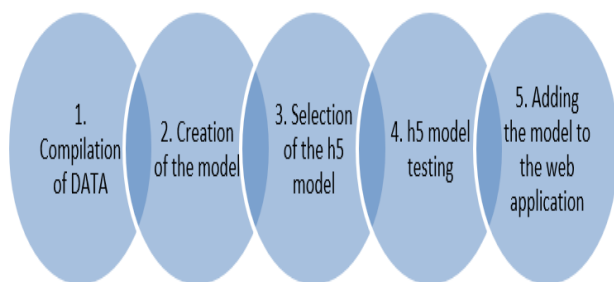 1.
Compilation
of DATA
2. Creation
of the model
3. Selection
of the h5
model
4. h5 model
testing
5. Adding
the model to
the web
application